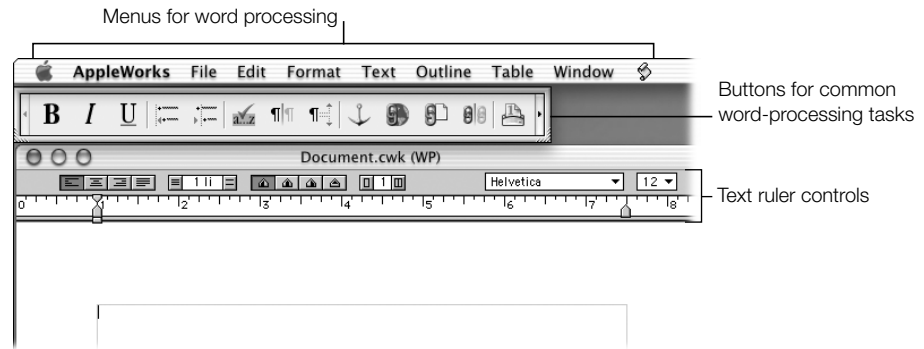 Menus for word processing
AppleWorks File Edit Format Text Outline Table Window
Buttons for common
word-processing tasks
B I U a...z
Document.cwk (WP)
1 li 1 Helvetica 12
Text ruler controls
0 1 2 3 4 5 6 7 8